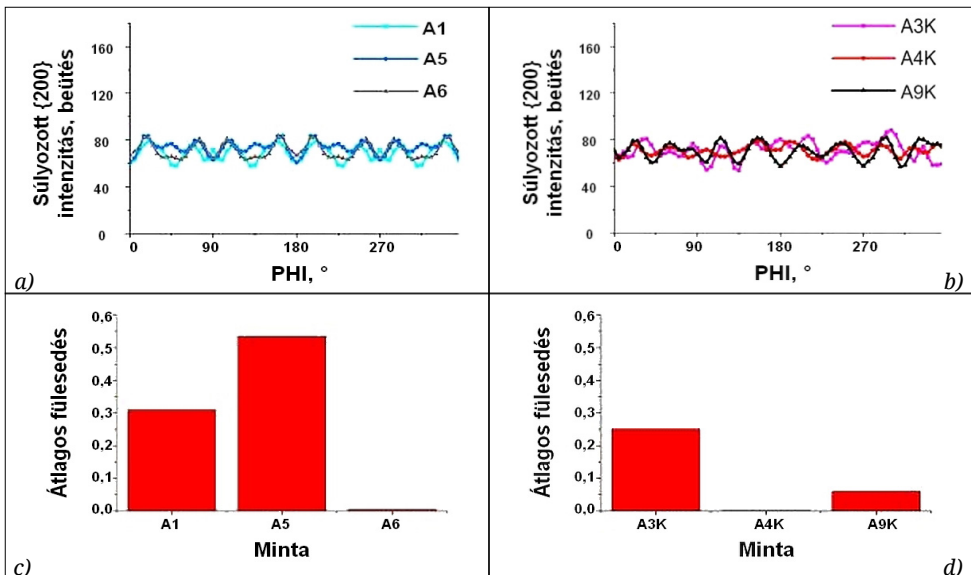 A1
A5
A6
160
120
80
40
0
0 90 180 270
Súlyozott {200}
intenzitás, beütés
PHI, °
a)
A3K
A4K
A9K
160
120
80
40
0
0 90 180 270
Súlyozott {200}
intenzitás, beütés
PHI, °
b)
0,6
0,5
0,4
0,3
0,2
0,1
0,0
Átlagos fülesedés
A1 A5 A6
Minta
c)
0,6
0,5
0,4
0,3
0,2
0,1
0,0
Átlagos fülesedés
A3K A4K A9K
Minta
d)